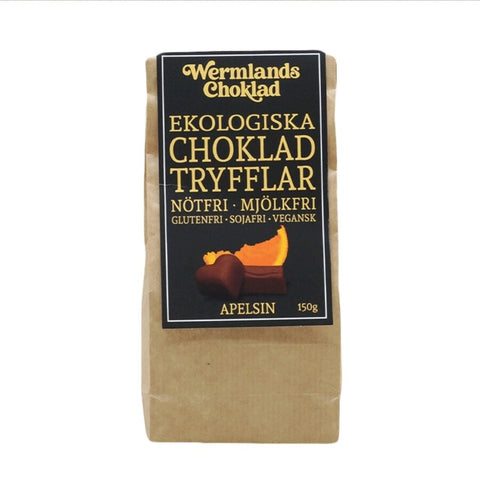 Wermlands
Choklad
EKOLOGISKA
CHOKLAD
TRYFFLAR
NÖTFRI · MJÖLKFRI
GLUTENFRI · SOJAFRI · VEGANSK
APELSIN
150g